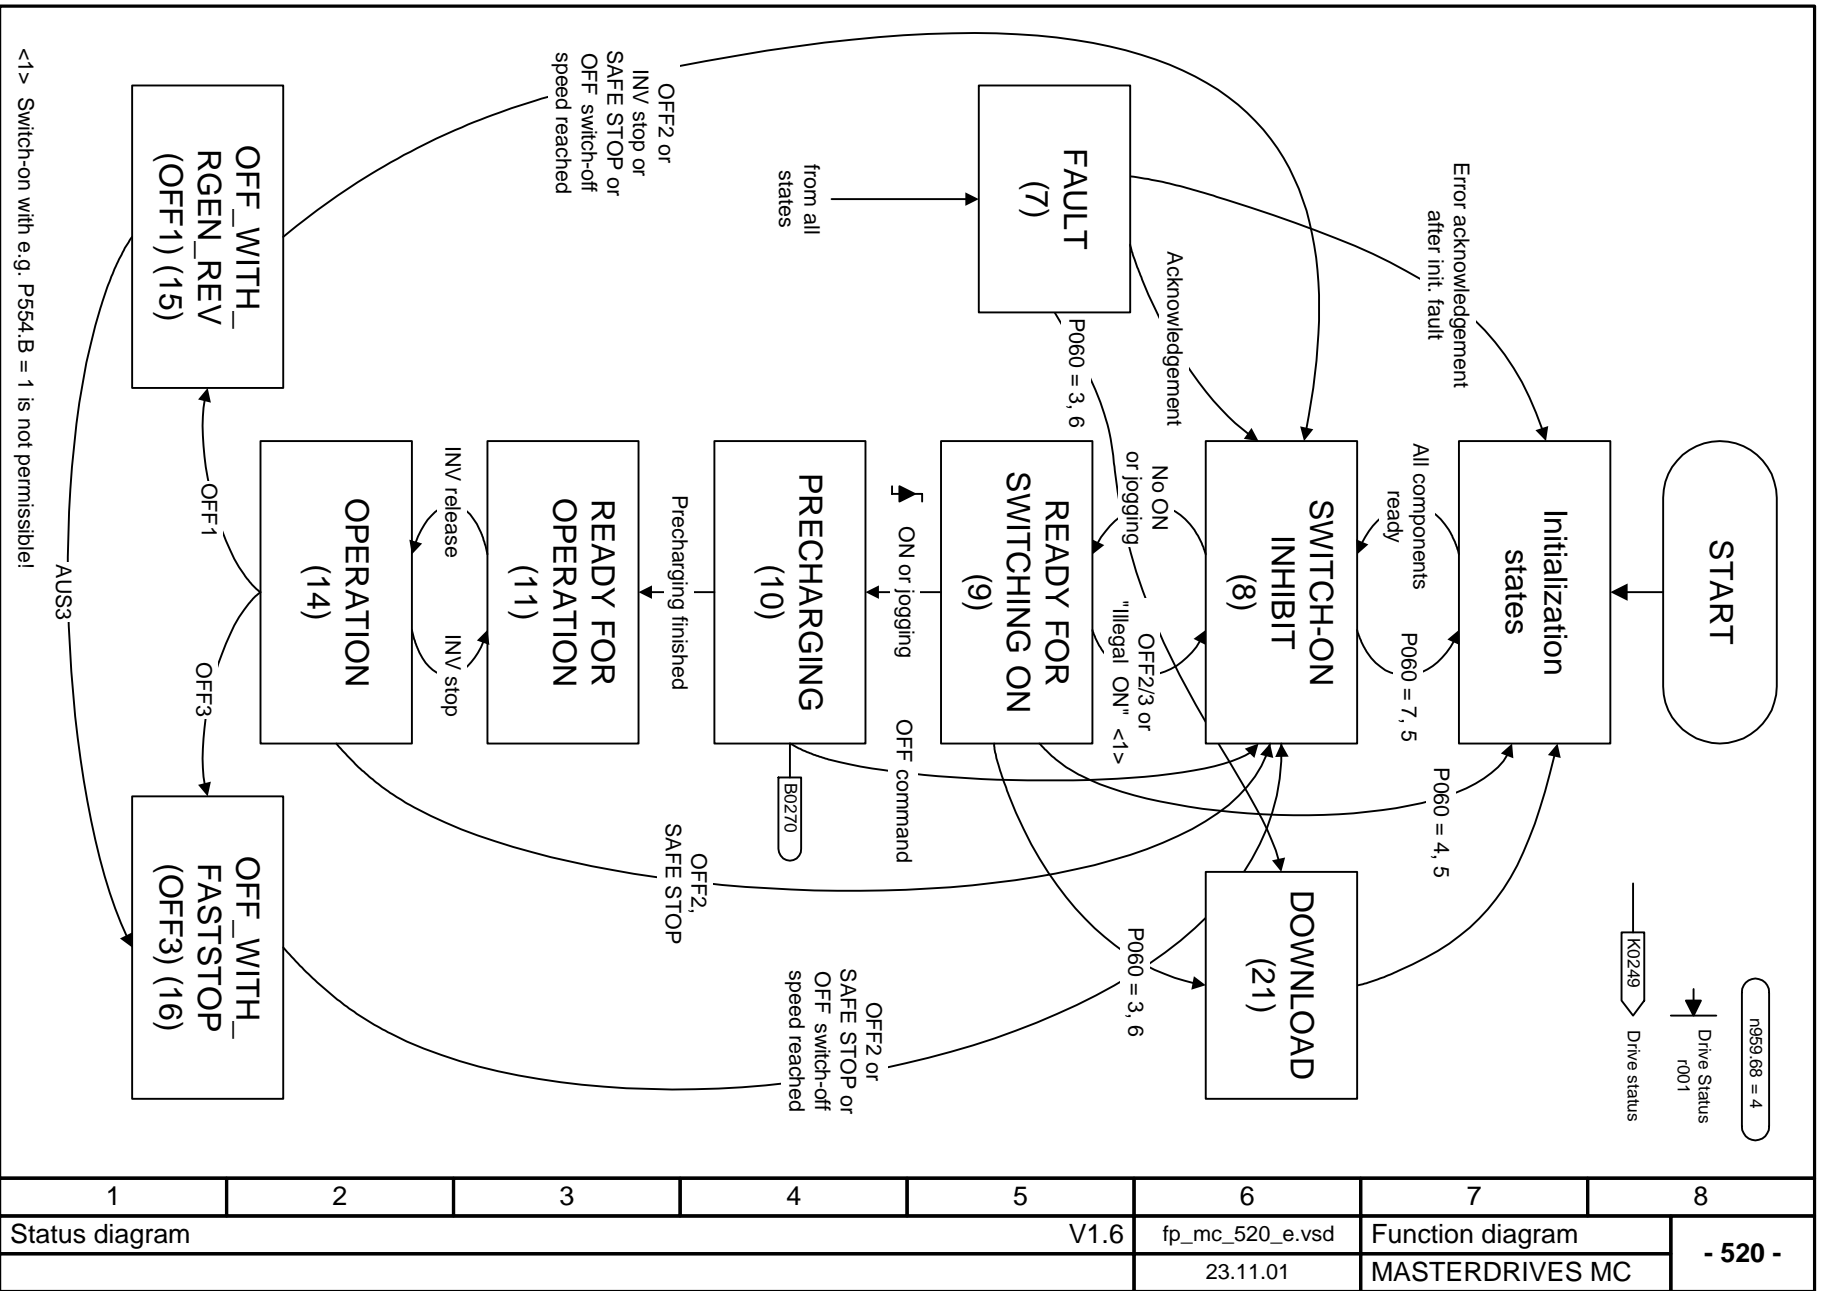 START
n959.68 = 4
Drive Status
r001
K0249
Drive status
Initialization
states
Error acknowledgement
after init. fault
All components
ready
P060 = 7, 5
P060 = 4, 5
SWITCH-ON
INHIBIT
(8)
DOWNLOAD
(21)
FAULT
(7)
from all
states
Acknowledgement
P060 = 3, 6
No ON
or jogging
OFF2/3 or
"Illegal ON" <1>
P060 = 3, 6
READY FOR
SWITCHING ON
(9)
ON or jogging
OFF command
PRECHARGING
(10)
B0270
Precharging finished
OFF2 or
INV stop or
SAFE STOP or
OFF switch-off
speed reached
OFF2,
SAFE STOP
OFF2 or
SAFE STOP or
OFF switch-off
speed reached
READY FOR
OPERATION
(11)
INV release
INV stop
OPERATION
(14)
OFF1
OFF3
OFF_WITH_
RGEN_REV
(OFF1) (15)
OFF_WITH_
FASTSTOP
(OFF3) (16)
AUS3
<1> Switch-on with e.g. P554.B = 1 is not permissible!
1 2 3 4 5 6 7 8
Status diagram V1.6 fp_mc_520_e.vsd Function diagram - 520 -
23.11.01 MASTERDRIVES MC